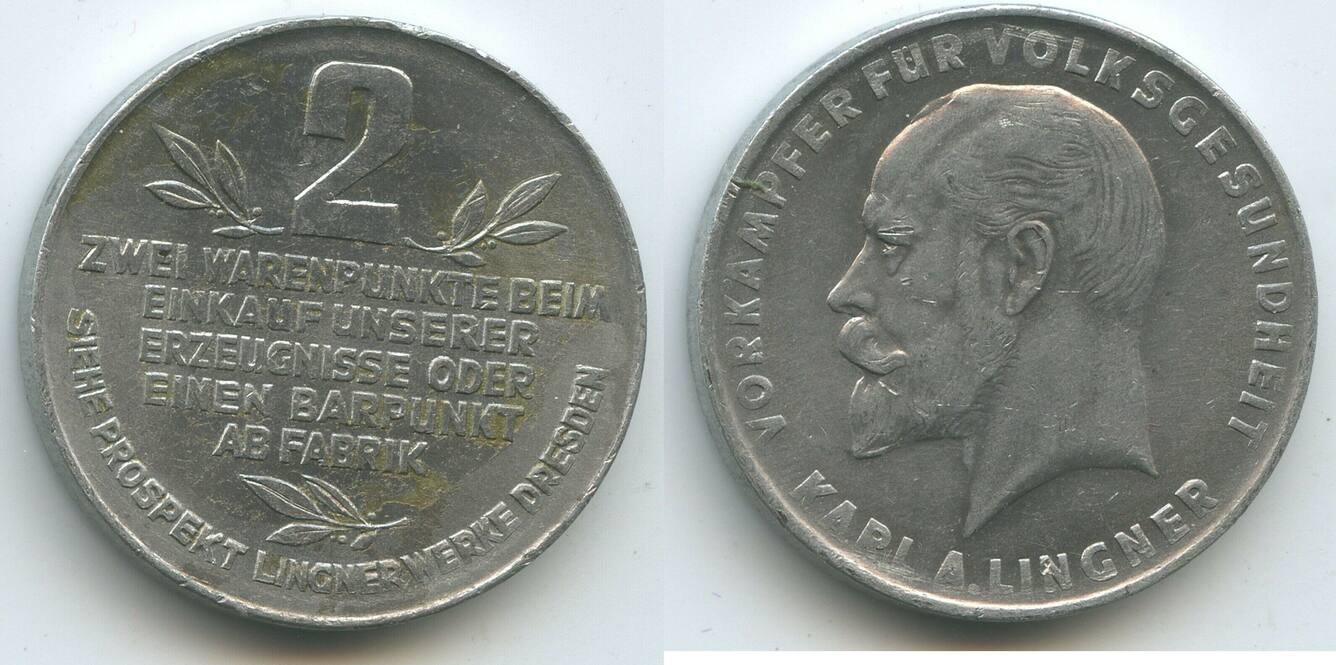 2
ZWEI WARENPUNKTE BEIM
EINKAUF UNSERER
ERZEUGNISSE ODER
EINEN BARPUNKT
AB FABRIK
SIEHE PROSPEKT LINGNERWERKE DRESDEN
VORKÄMPFER FÜR VOLKSGESUNDHEIT
KARL A. LINGNER